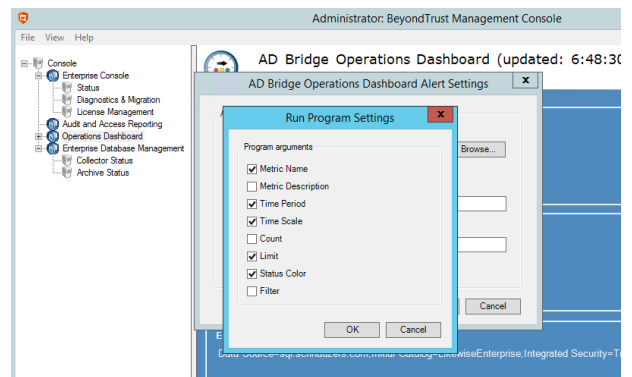 Administrator: BeyondTrust Management Console
File View Help
Console
Enterprise Console
Status
Diagnostics & Migration
License Management
Audit and Access Reporting
Operations Dashboard
Enterprise Database Management
Collector Status
Archive Status
AD Bridge Operations Dashboard (updated: 6:48:30
AD Bridge Operations Dashboard Alert Settings
x
Run Program Settings
x
Program arguments
Browse...
Metric Name
Metric Description
Time Period
Time Scale
Count
Limit
Status Color
Filter
Cancel
OK
Cancel